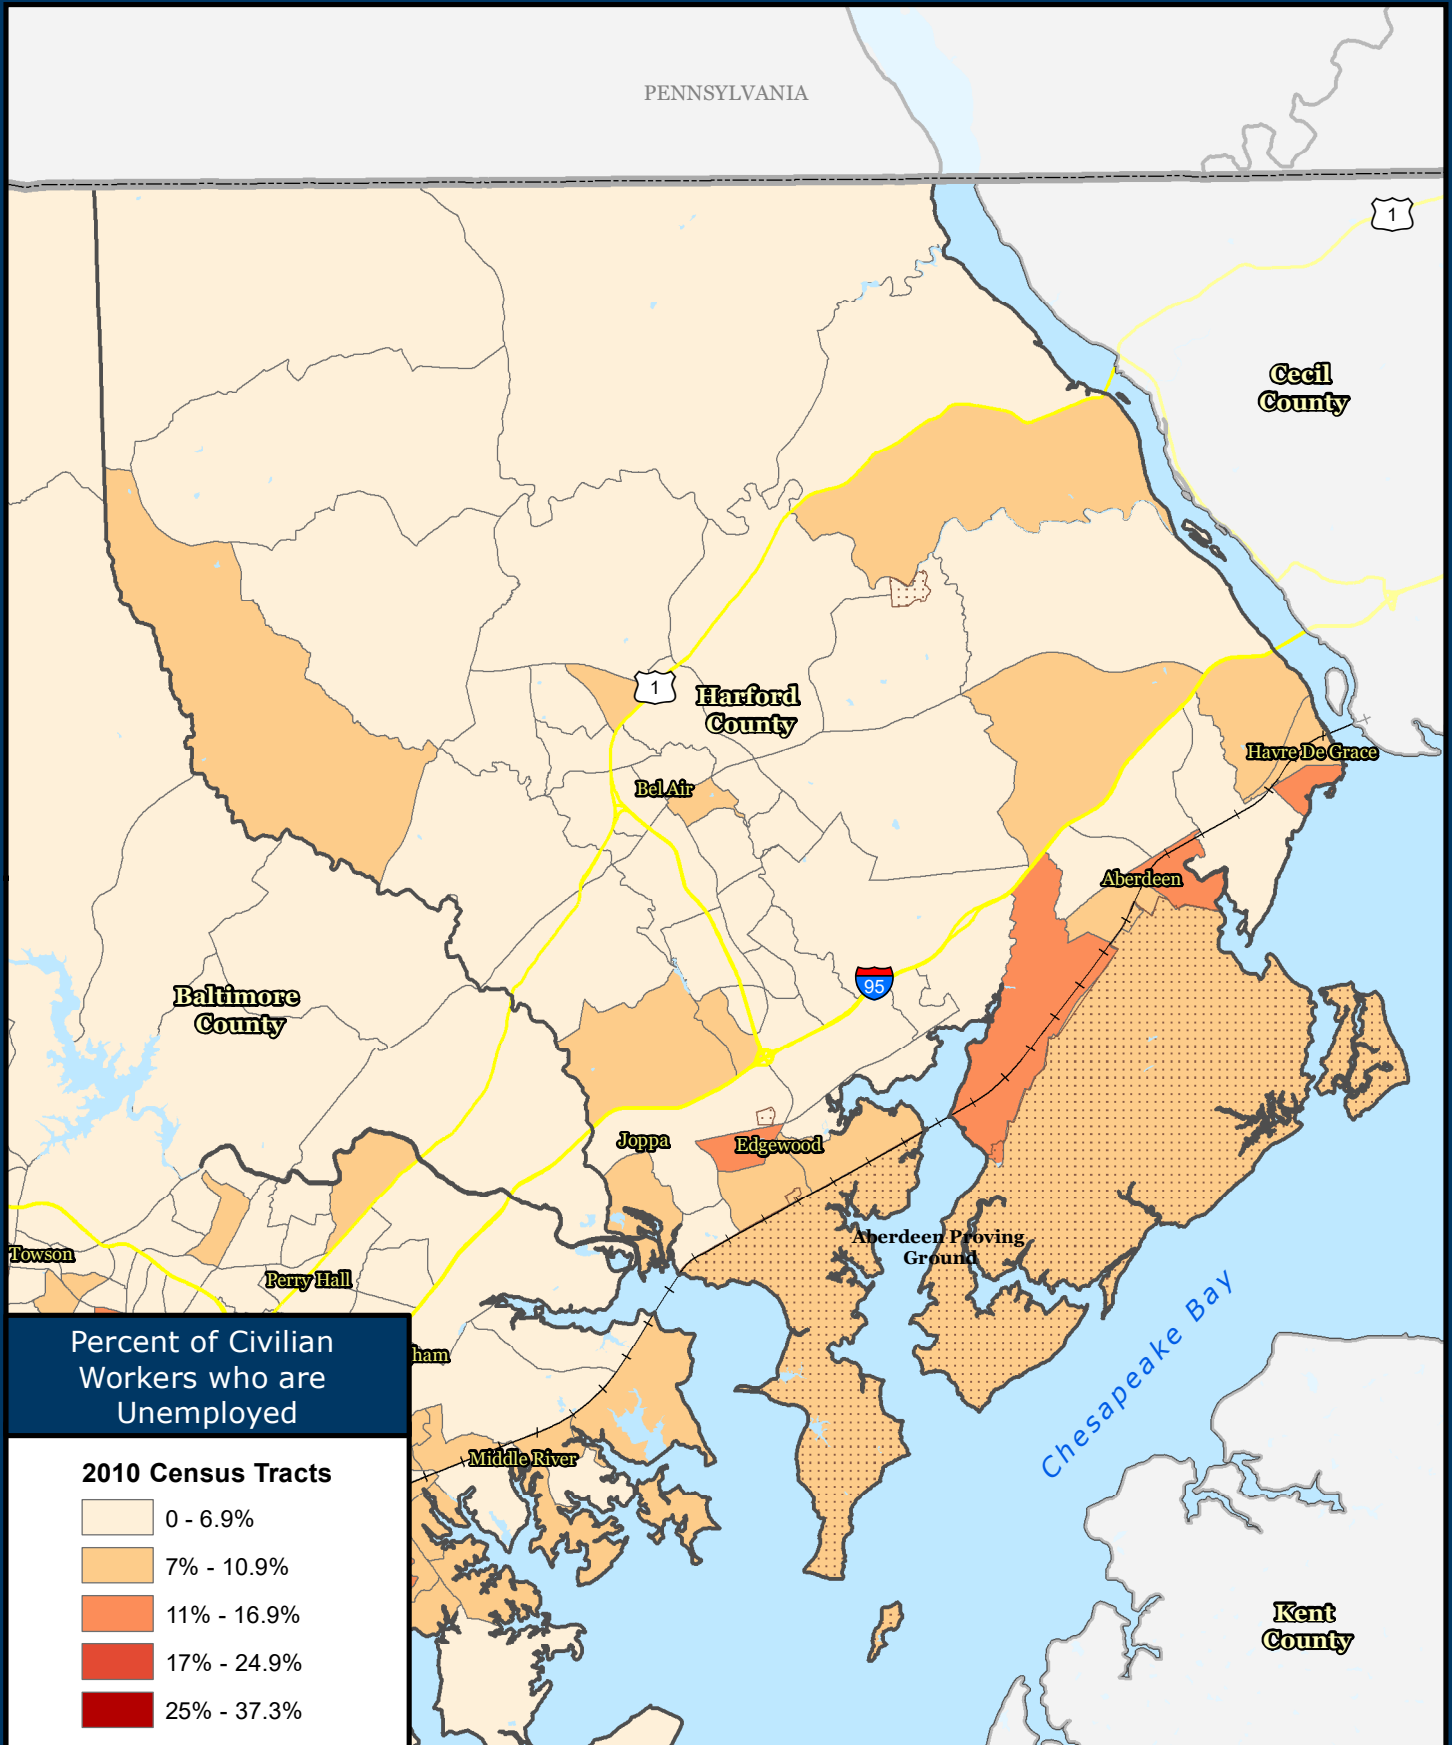 PENNSYLVANIA
1
Cecil
County
1
Harford
County
Havre De Grace
Bel Air
Aberdeen
95
Baltimore
County
Joppa
Edgewood
Aberdeen Proving
Ground
Towson
Perry Hall
Chesapeake Bay
Percent of Civilian
Workers who are
Unemployed
ham
Middle River
2010 Census Tracts
0 - 6.9%
7% - 10.9%
11% - 16.9%
17% - 24.9%
25% - 37.3%
Kent
County